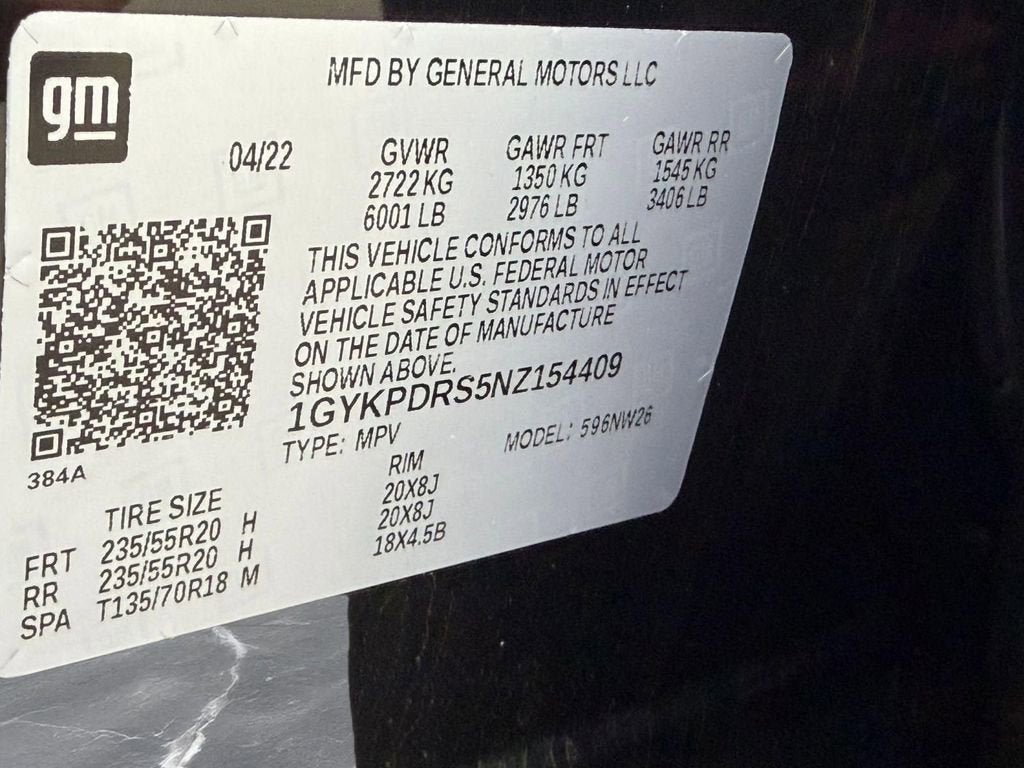 gm
MFD BY GENERAL MOTORS LLC
04/22 GVWR GAWR FRT GAWR RR
2722 KG 1350 KG 1545 KG
6001 LB 2976 LB 3406 LB
THIS VEHICLE CONFORMS TO ALL
APPLICABLE U.S. FEDERAL MOTOR
VEHICLE SAFETY STANDARDS IN EFFECT
ON THE DATE OF MANUFACTURE
SHOWN ABOVE.
1GYKPDRS5NZ154409
TYPE: MPV MODEL: 596NW26
384A
TIRE SIZE RIM
FRT 235/55R20 H 20X8J
RR 235/55R20 H 20X8J
SPA T135/70R18 M 18X4.5B